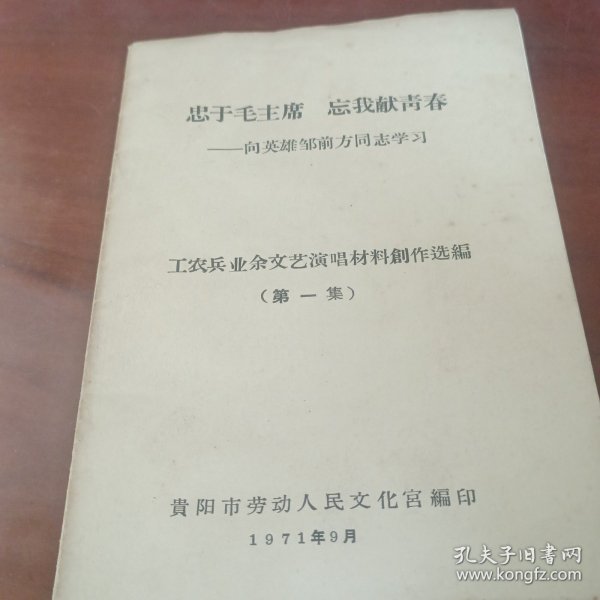 忠于毛主席 忘我献青春
——向英雄邹前方同志学习
工农兵业余文艺演唱材料創作选編
（第一集）
貴阳市劳动人民文化宫編印
1971年9月
孔夫子旧书网
www.kongfz.com